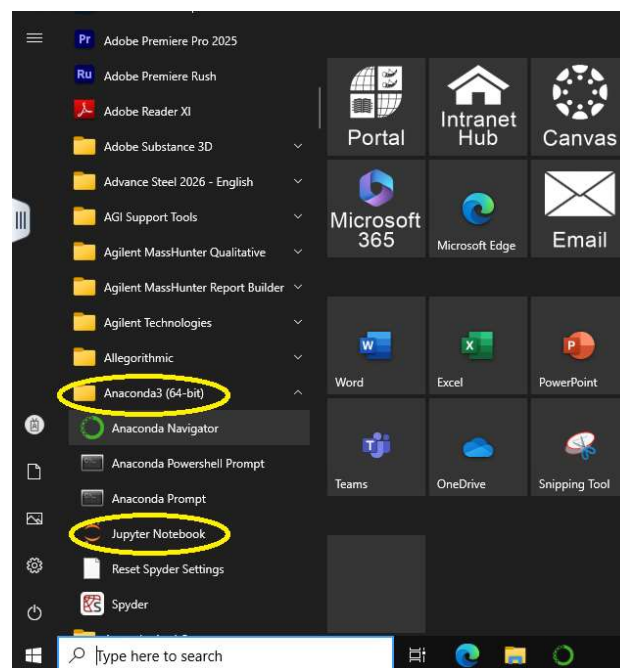 Pr Adobe Premiere Pro 2025
Ru Adobe Premiere Rush
Adobe Reader XI
Adobe Substance 3D
Advance Steel 2026 - English
AGI Support Tools
Agilent MassHunter Qualitative
Agilent MassHunter Report Builder
Agilent Technologies
Allegorithmic
Anaconda3 (64-bit)
Anaconda Navigator
Anaconda Powershell Prompt
Anaconda Prompt
Jupyter Notebook
Reset Spyder Settings
Spyder
Type here to search
Portal
Intranet
Hub
Canvas
Microsoft
365
Microsoft Edge
Email
Word
Excel
PowerPoint
Teams
OneDrive
Snipping Tool